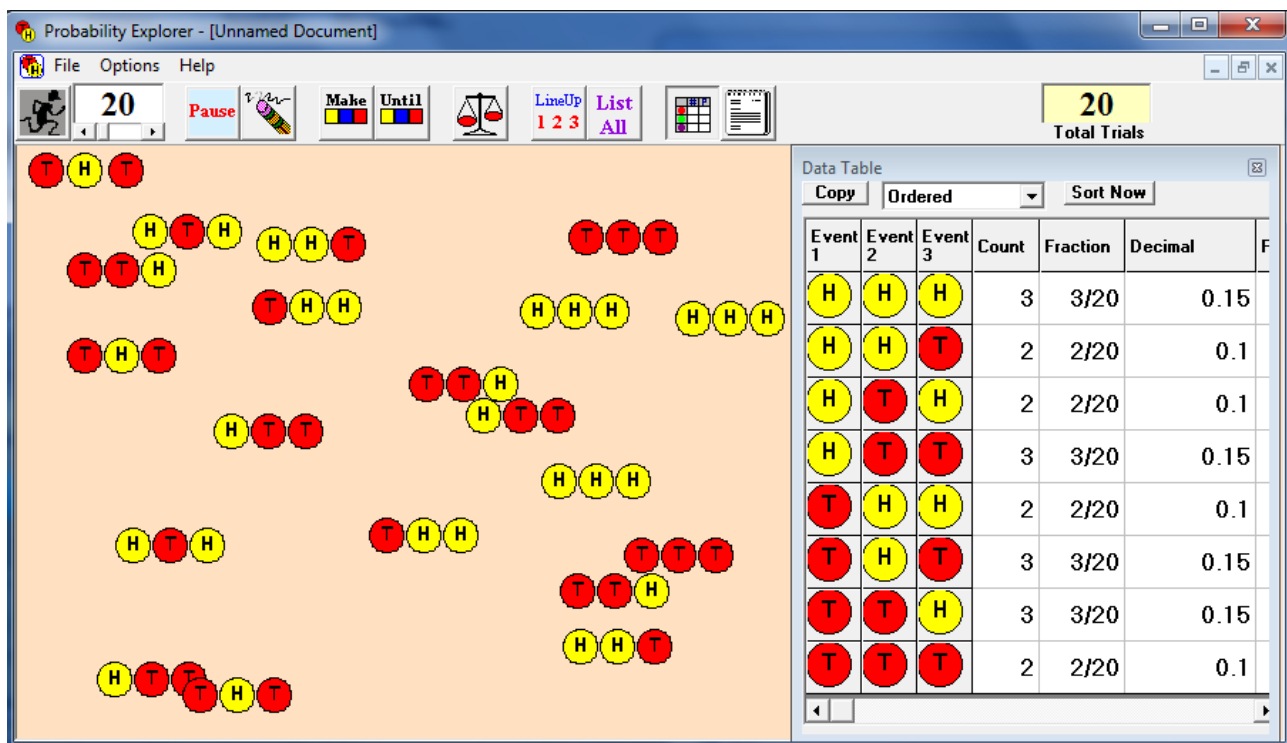 Probability Explorer - [Unnamed Document]
File Options Help
20 Pause Make Until LineUp 1 2 3 List All 20
Total Trials
T H T
H T H
H H T
T T T
T T H
T H H
H H H
H H H
T H T
T T H
H T T
H T T
H H H
H T H
T H H
T T T
T T H
H H T
H T T
T H T
Data Table
Copy Ordered Sort Now
Event 1 Event 2 Event 3 Count Fraction Decimal F
H H H 3 3/20 0.15
H H T 2 2/20 0.1
H T H 2 2/20 0.1
H T T 3 3/20 0.15
T H H 2 2/20 0.1
T H T 3 3/20 0.15
T T H 3 3/20 0.15
T T T 2 2/20 0.1